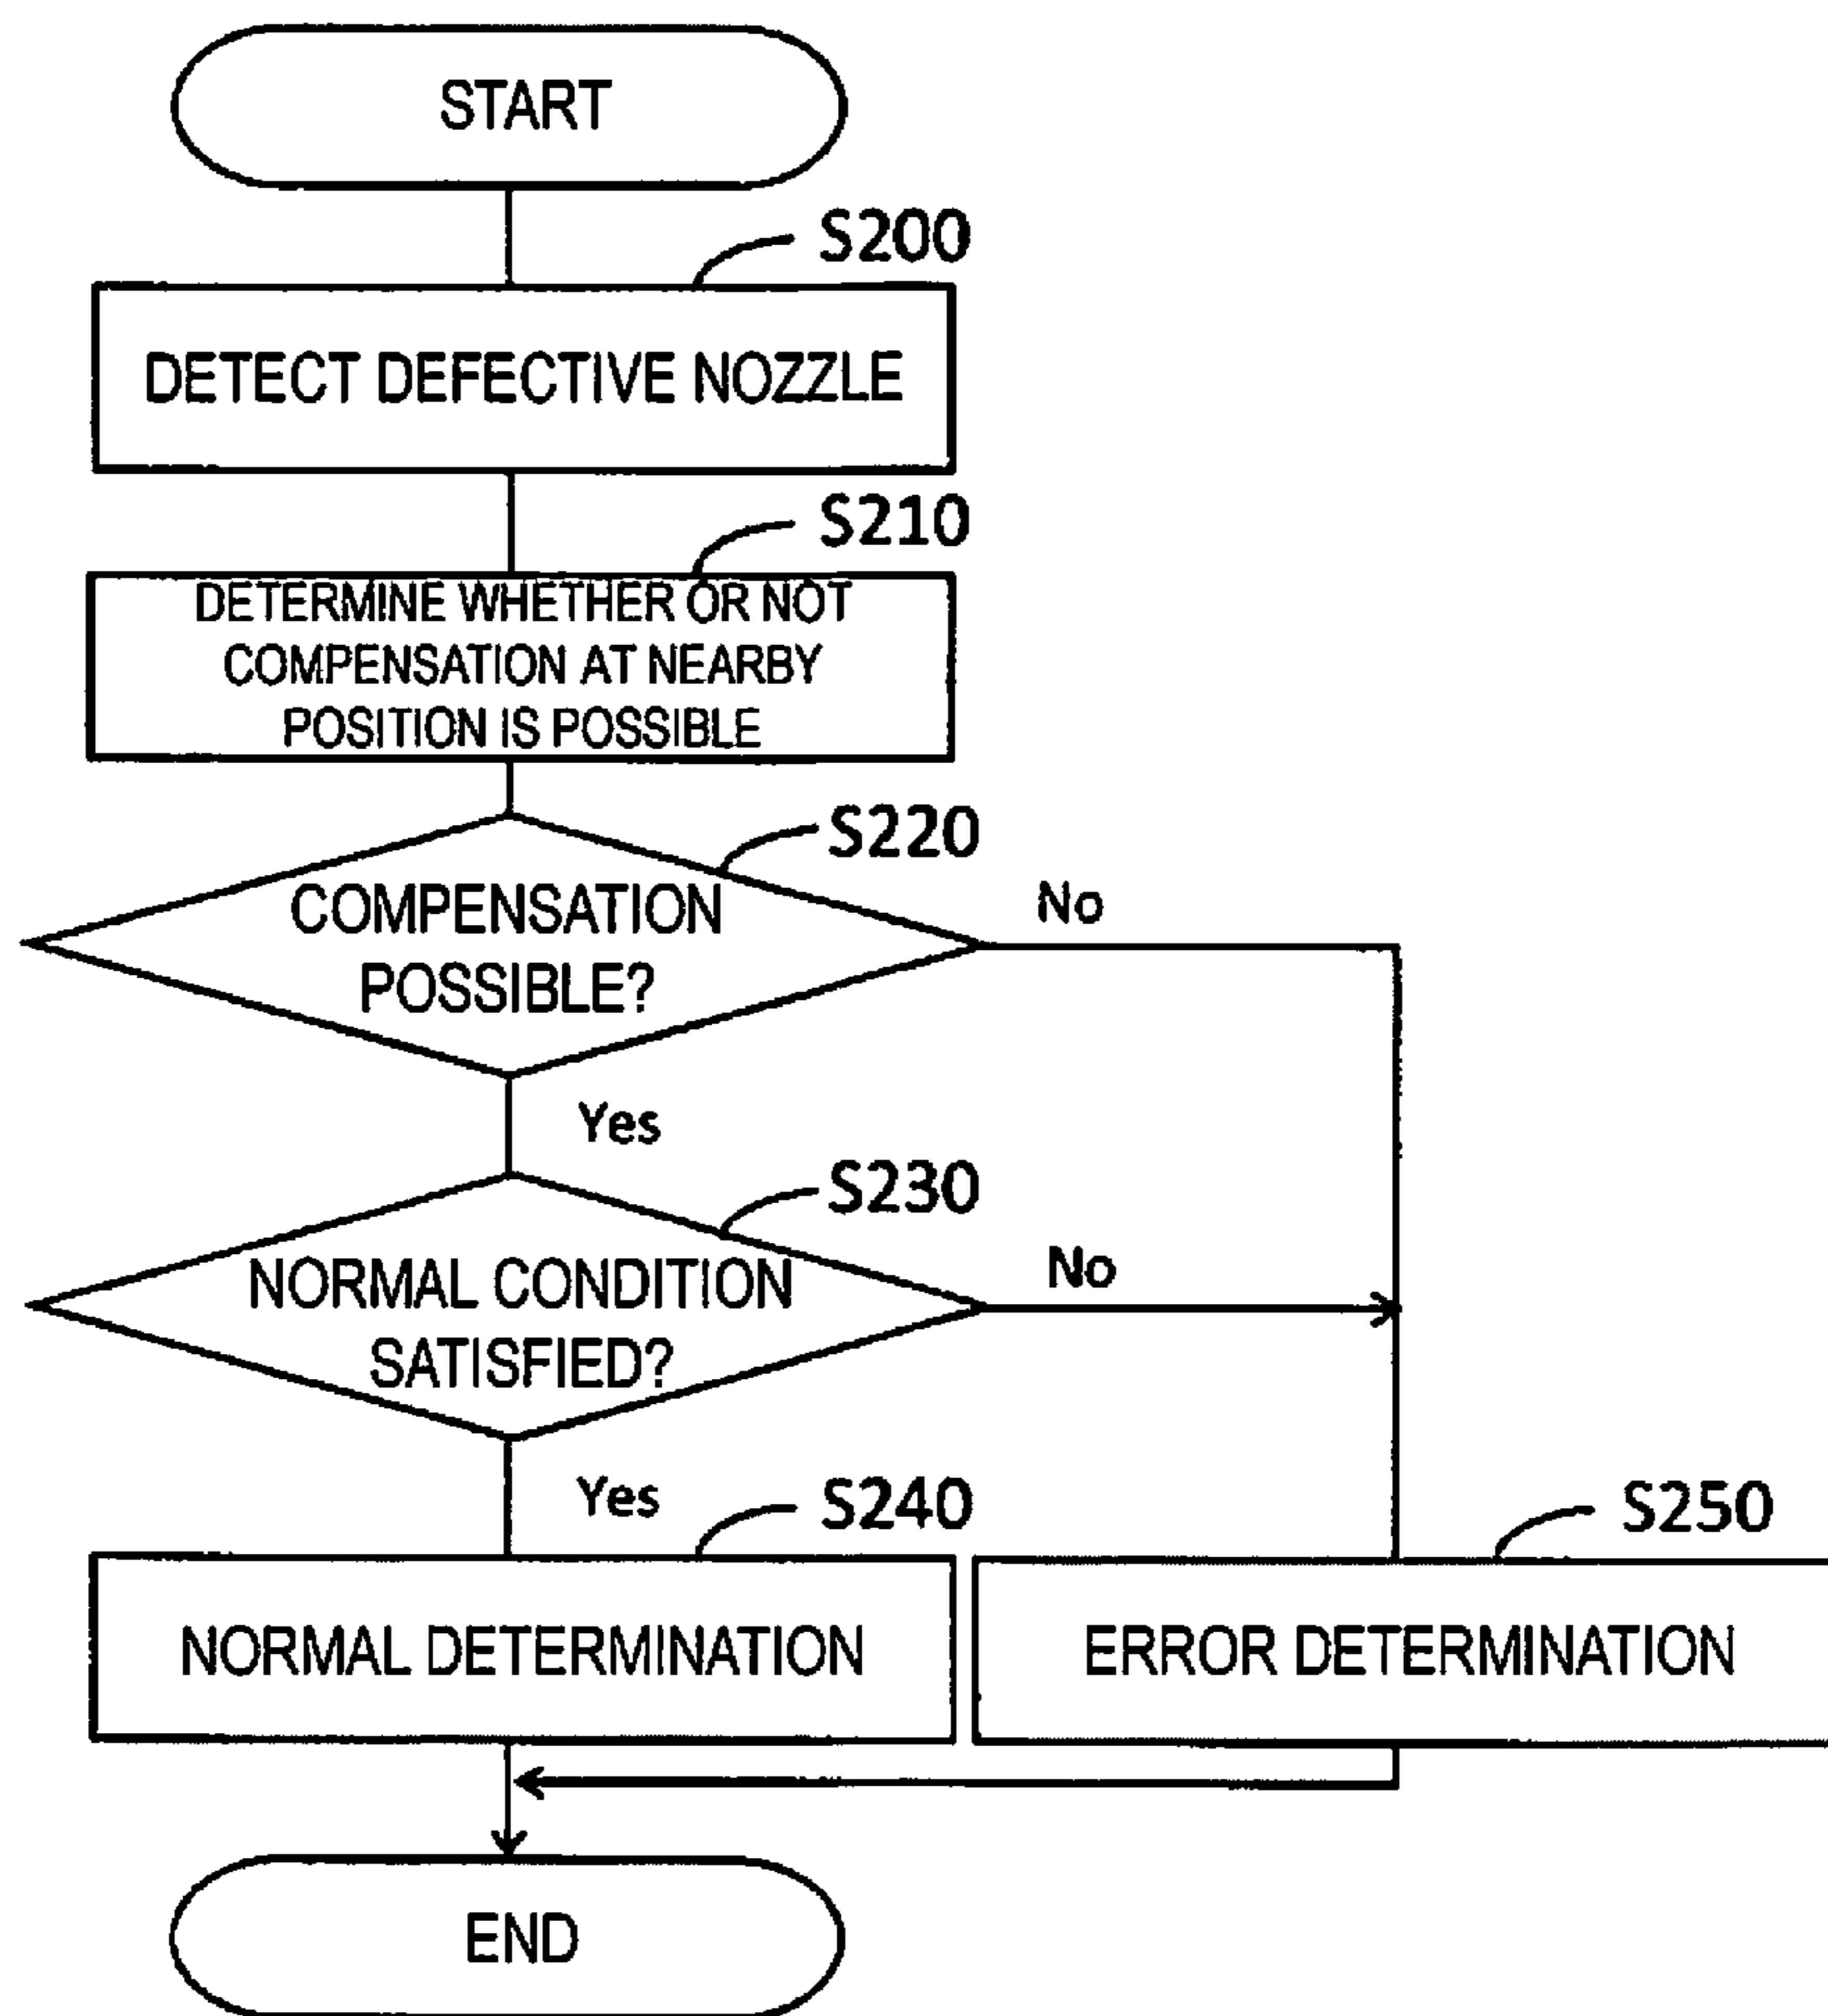 START
S200
DETECT DEFECTIVE NOZZLE
S210
DETERMINE WHETHER OR NOT
COMPENSATION AT NEARBY
POSITION IS POSSIBLE
S220
COMPENSATION
POSSIBLE?
No
Yes
S230
NORMAL CONDITION
SATISFIED?
No
Yes
S240
S250
NORMAL DETERMINATION
ERROR DETERMINATION
END